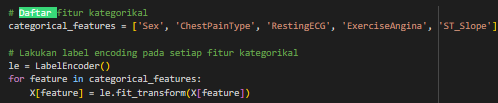 # Daftar fitur kategorikal
categorical_features = ['Sex', 'ChestPainType', 'RestingECG', 'ExerciseAngina', 'ST_Slope']
# Lakukan label encoding pada setiap fitur kategorikal
le = LabelEncoder()
for feature in categorical_features:
    X[feature] = le.fit_transform(X[feature])